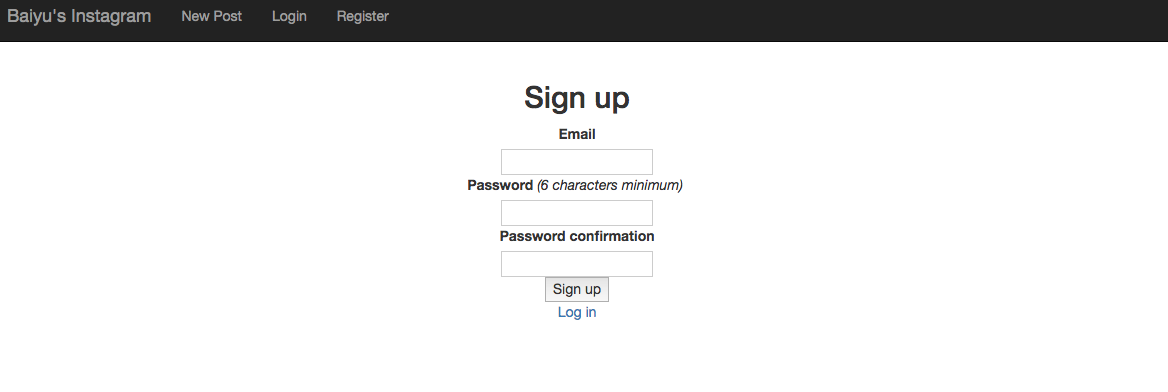 Baiyu's Instagram New Post Login Register
Sign up
Email
Password (6 characters minimum)
Password confirmation
Sign up
Log in